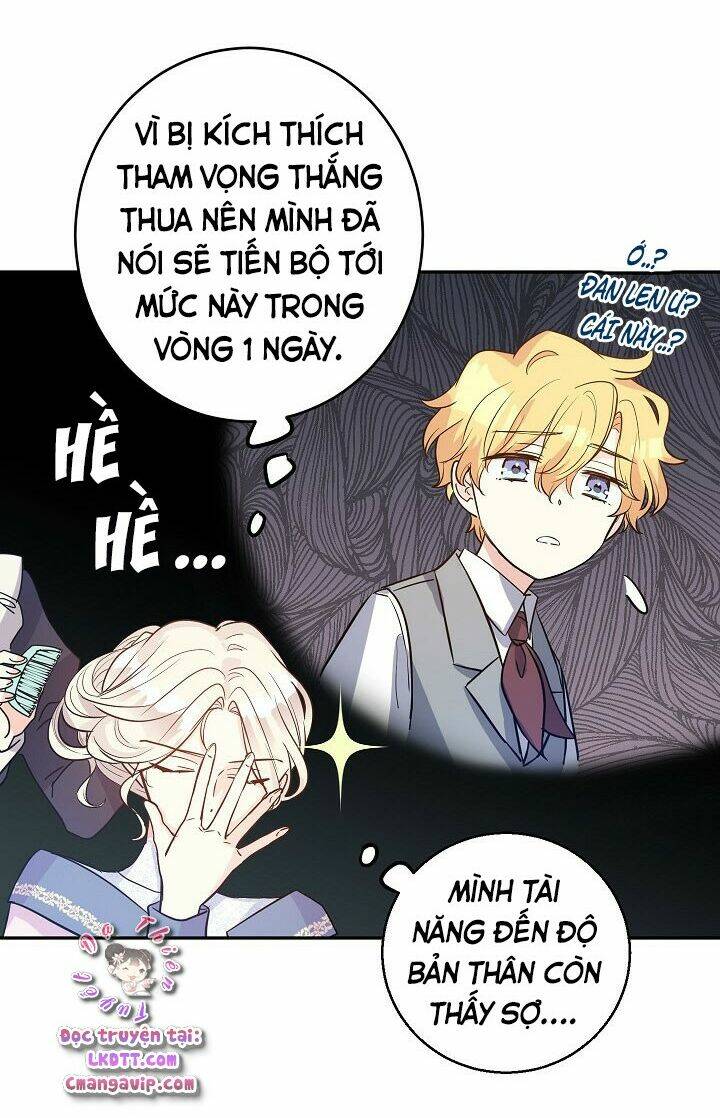 VÌ BỊ KÍCH THÍCH
THAM VỌNG THẮNG
THUA NÊN MÌNH ĐÃ
NÓI SẼ TIẾN BỘ TỚI
MỨC NÀY TRONG
VÒNG 1 NGÀY.
Ớ..?
ĐAN LEN Ư?
CÁI NÀY..?
HỀ
HỀ...
MÌNH TÀI
NĂNG ĐẾN ĐỘ
BẢN THÂN CÒN
THẤY SỢ....
Đọc truyện tại:
LKDTT.com
Cmangavip.com